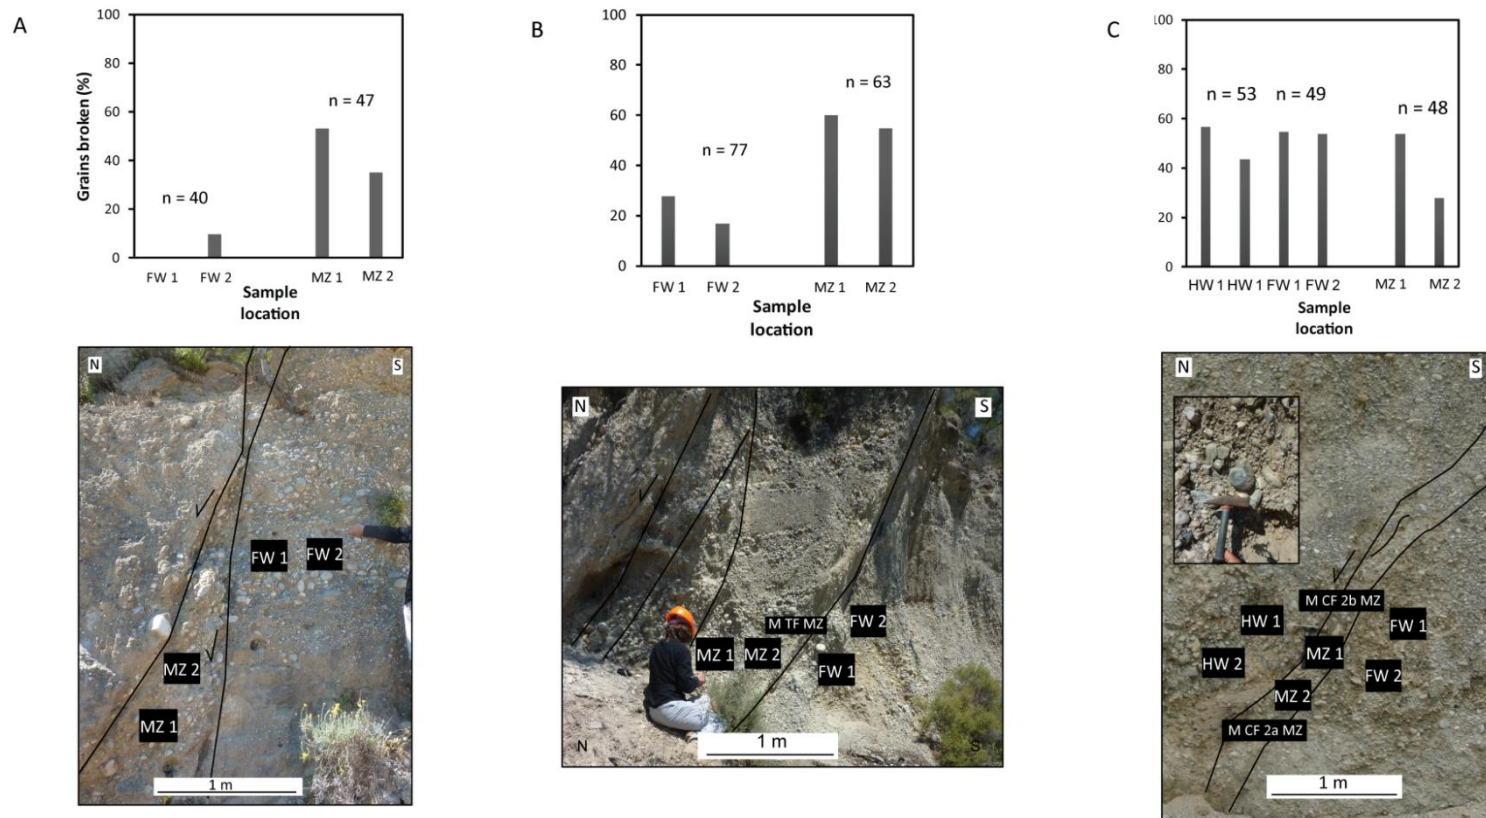 A
100
80
60
40
20
0
Grains broken (%)
n = 40
n = 47
FW 1
FW 2
MZ 1
MZ 2
Sample
location
N
S
FW 1
FW 2
MZ 2
MZ 1
1 m
B
100
80
60
40
20
0
n = 77
n = 63
FW 1
FW 2
MZ 1
MZ 2
Sample
location
N
S
M TF MZ
FW 2
MZ 1
MZ 2
FW 1
1 m
N
S
C
100
80
60
40
20
0
n = 53
n = 49
n = 48
HW 1
HW 1
FW 1
FW 2
MZ 1
MZ 2
Sample
location
N
S
M CF 2b MZ
HW 1
FW 1
MZ 1
HW 2
FW 2
MZ 2
M CF 2a MZ
1 m